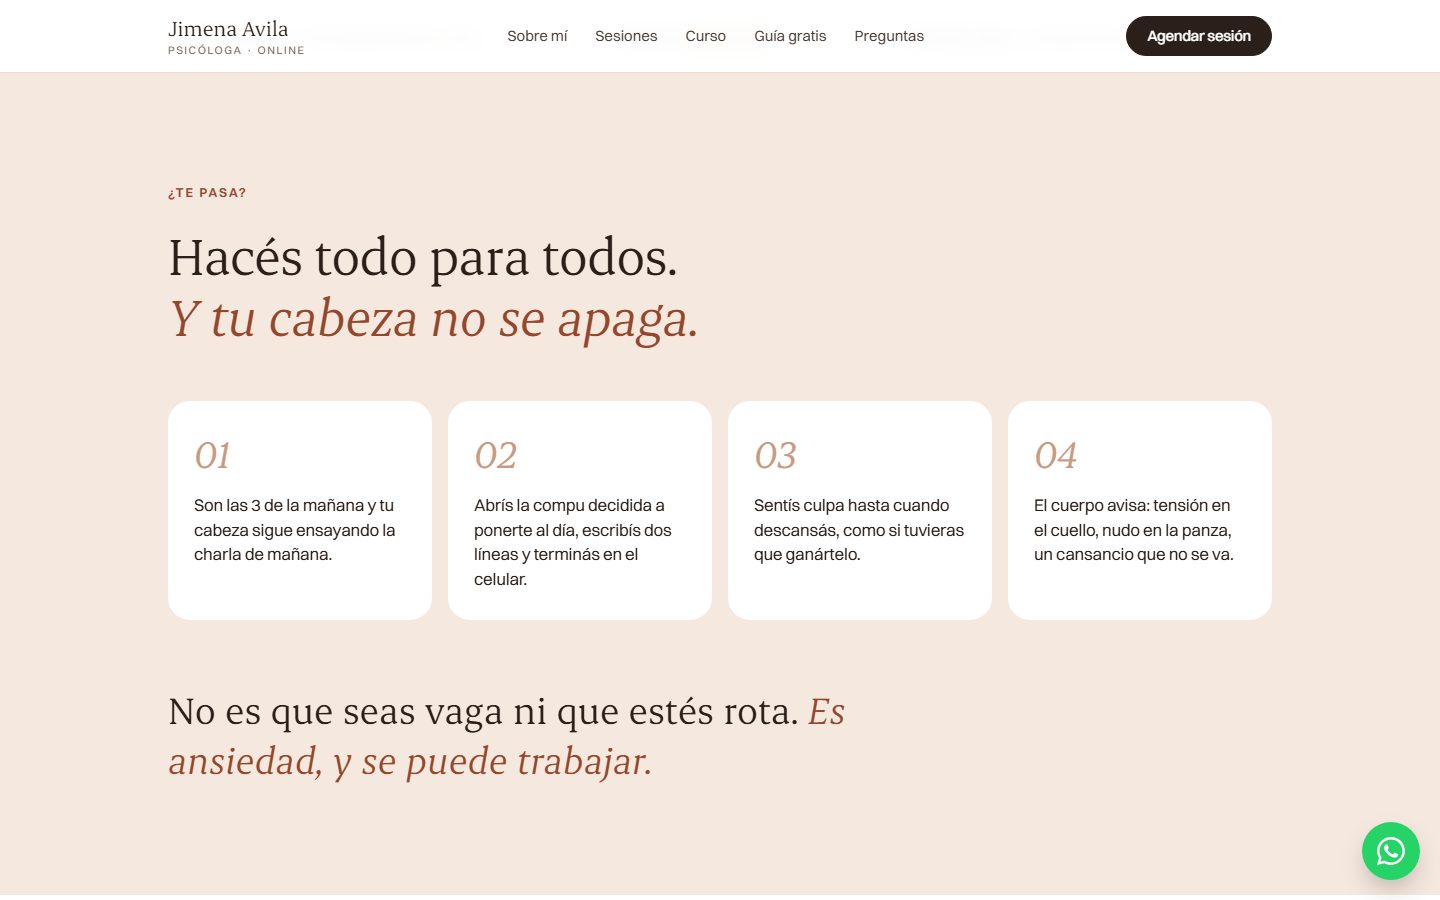 Jimena Avila
PSICÓLOGA · ONLINE
Sobre mí
Sesiones
Curso
Guía gratis
Preguntas
Agendar sesión
¿TE PASA?
Hacés todo para todos.
Y tu cabeza no se apaga.
01
Son las 3 de la mañana y tu
cabeza sigue ensayando la
charla de mañana.
02
Abrís la compu decidida a
ponerte al día, escribís dos
líneas y terminás en el
celular.
03
Sentís culpa hasta cuando
descansás, como si tuvieras
que ganártelo.
04
El cuerpo avisa: tensión en
el cuello, nudo en la panza,
un cansancio que no se va.
No es que seas vaga ni que estés rota. Es
ansiedad, y se puede trabajar.